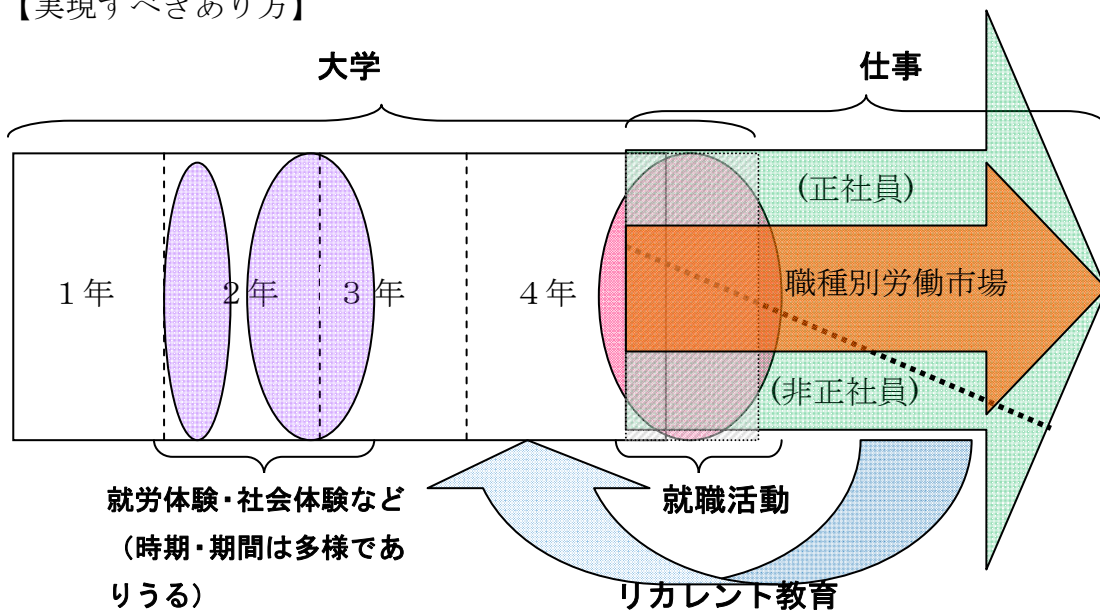 【実現すべきあり方】
大学
仕事
(正社員)
１年
２年
３年
４年
職種別労働市場
(非正社員)
就労体験・社会体験など
（時期・期間は多様であ
りうる）
就職活動
リカレント教育